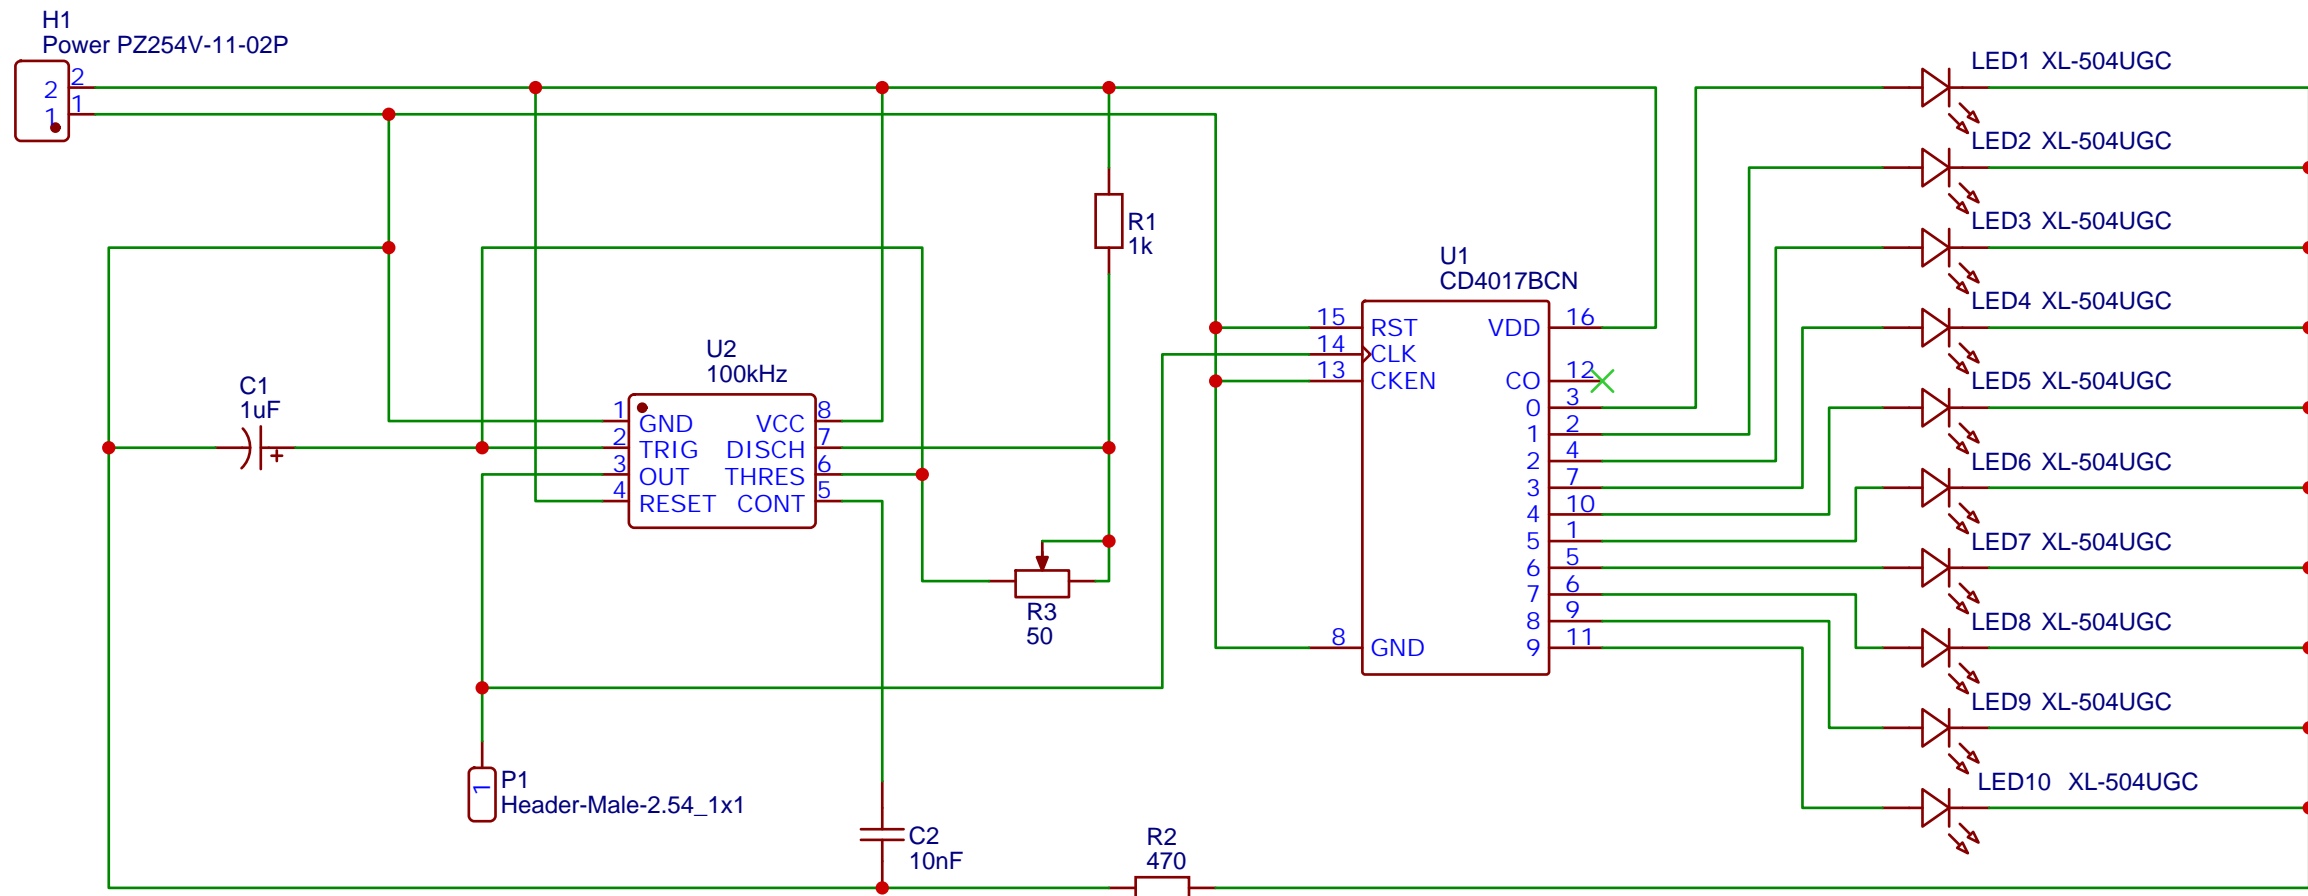 H1
Power PZ254V-11-02P
2
2
1
1
LED1 XL-504UGC
LED2 XL-504UGC
LED3 XL-504UGC
LED4 XL-504UGC
LED5 XL-504UGC
LED6 XL-504UGC
LED7 XL-504UGC
LED8 XL-504UGC
LED9 XL-504UGC
LED10 XL-504UGC
R1
1k
U1
CD4017BCN
15 RST VDD 16
14 CLK
13 CKEN CO 12
0 3
1 2
2 4
3 7
4 10
5 1
6 5
7 6
8 9
8 GND 9 11
U2
100kHz
1 GND VCC 8
2 TRIG DISCH 7
3 OUT THRES 6
4 RESET CONT 5
C1
1uF
+
R3
50
1
P1
Header-Male-2.54_1x1
C2
10nF
R2
470